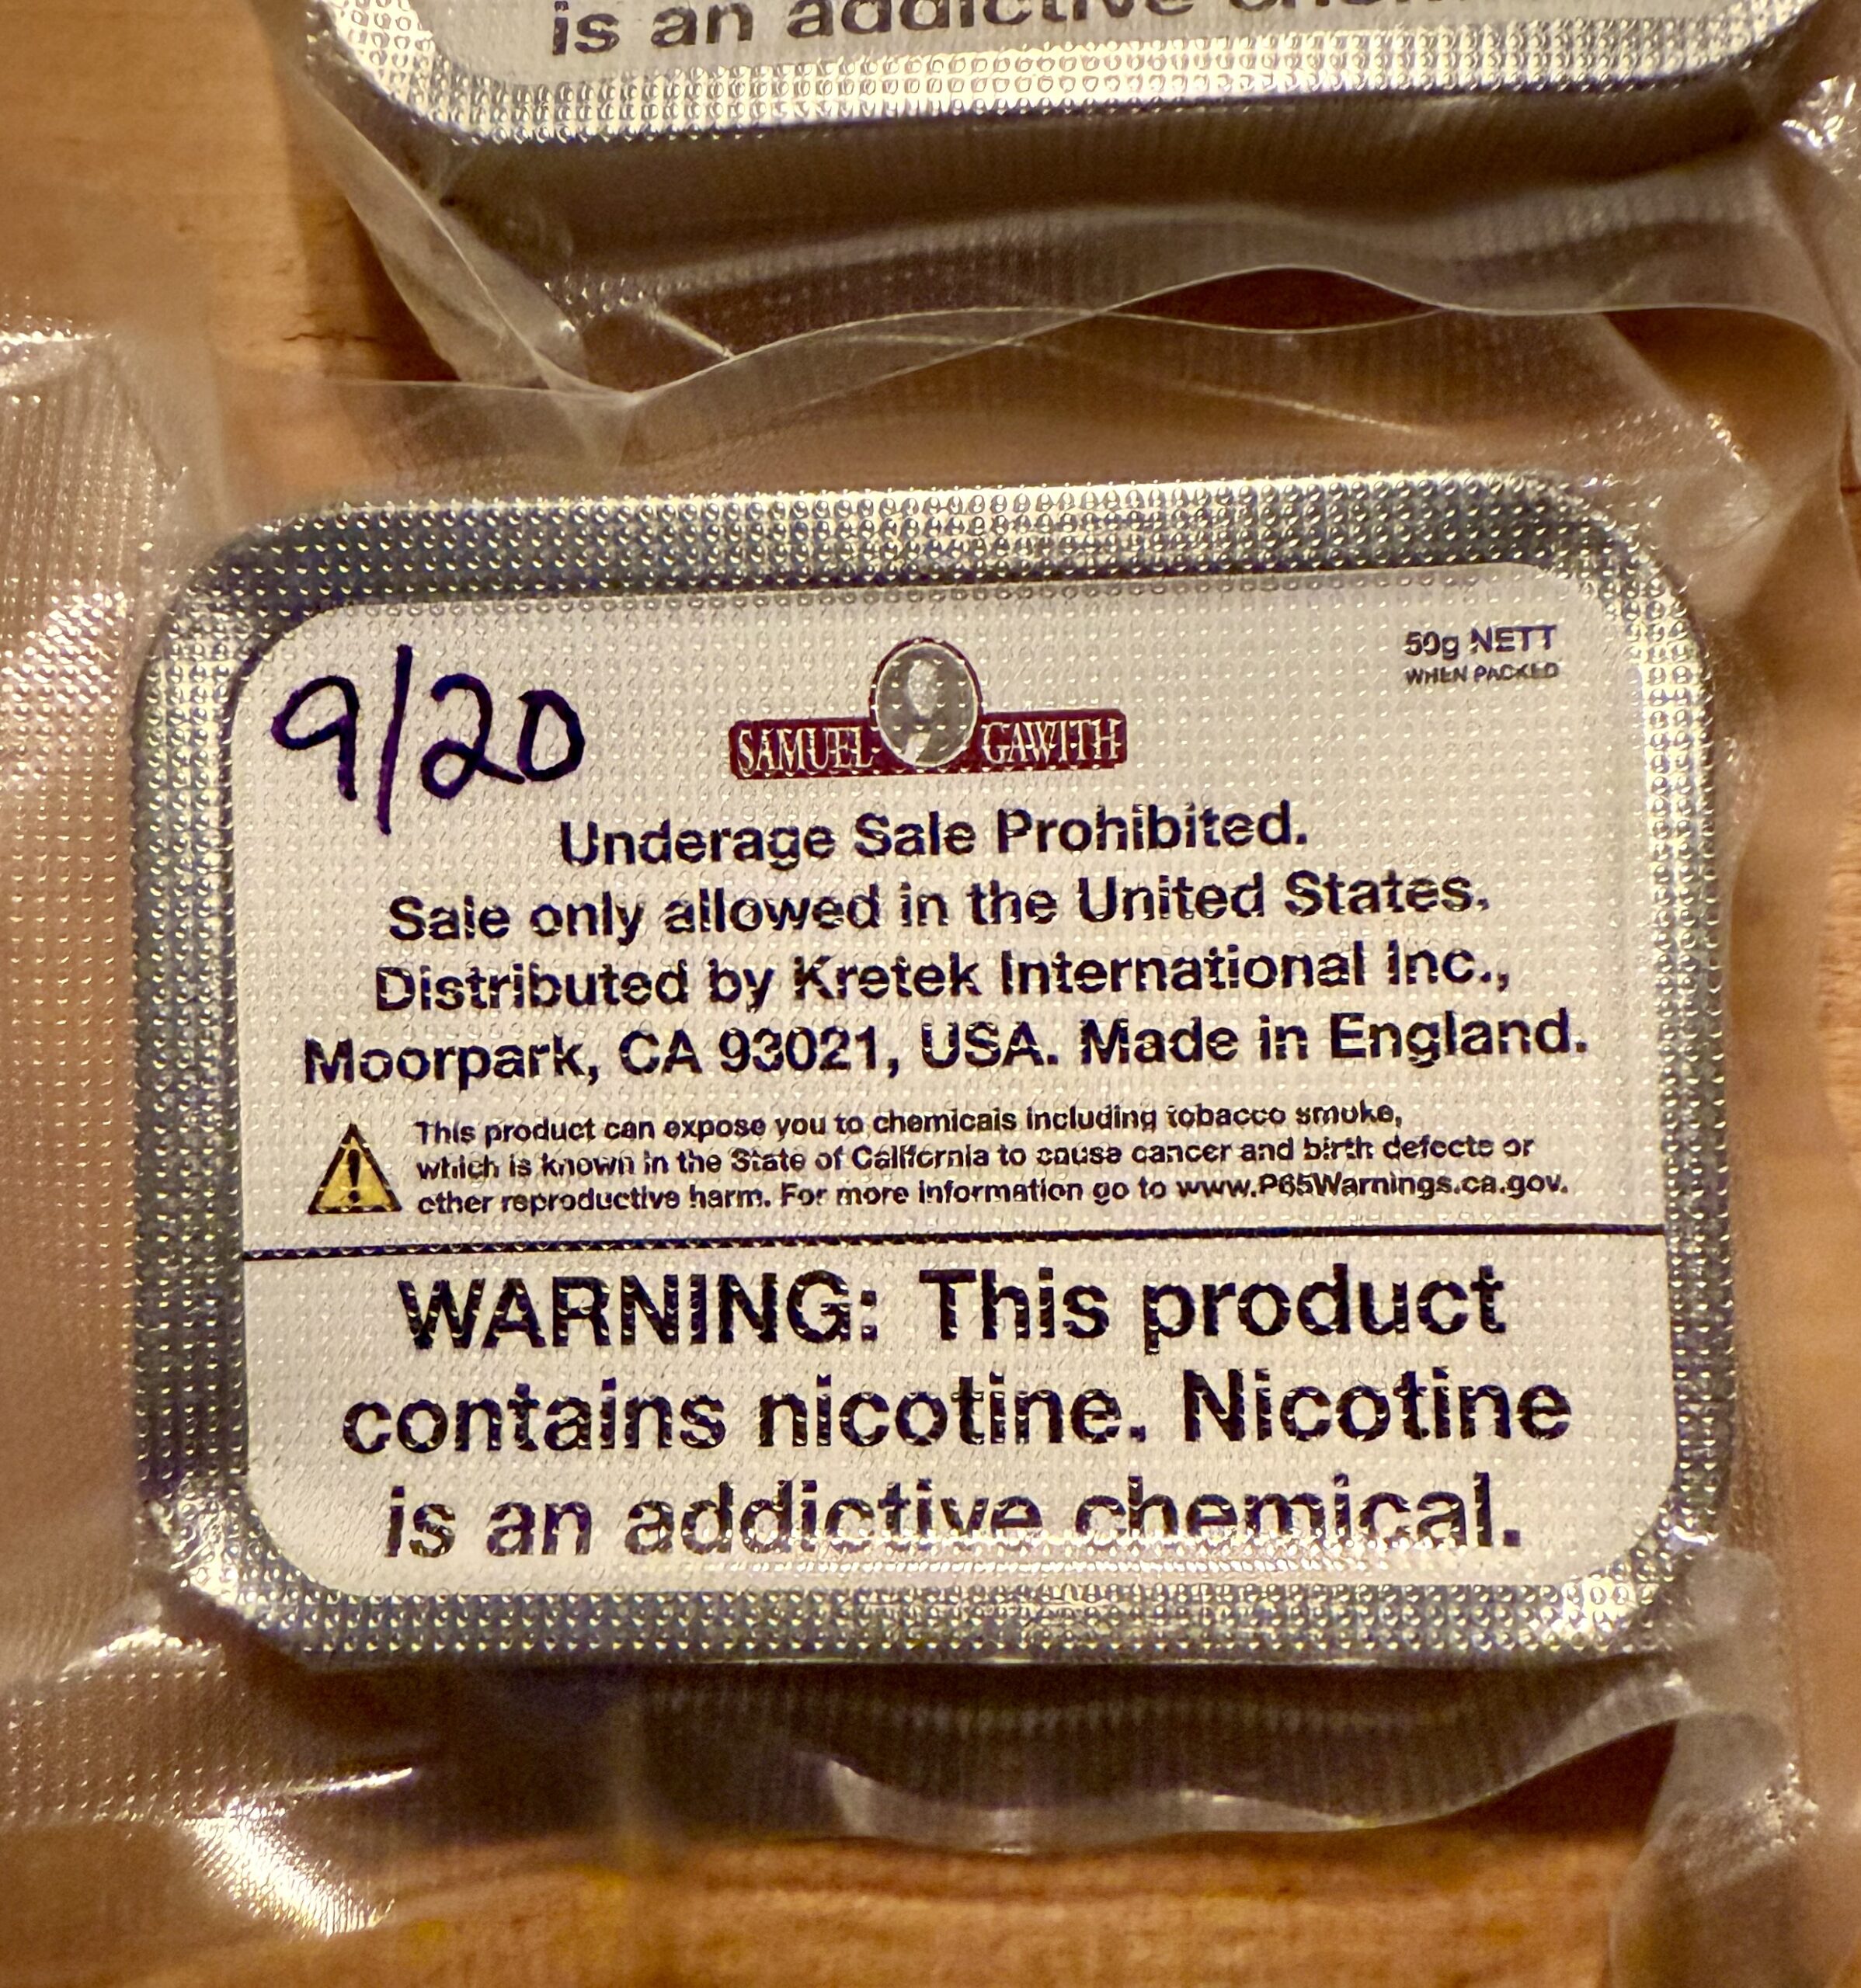 is an addictive
9/20
50g NETT
WHEN PACKED
SAMUEL GAWITH
Underage Sale Prohibited.
Sale only allowed in the United States.
Distributed by Kretek International Inc.,
Moorpark, CA 93021, USA. Made in England.
This product can expose you to chemicals including tobacco smoke,
which is known in the State of California to cause cancer and birth defects or
other reproductive harm. For more information go to www.P65Warnings.ca.gov.
WARNING: This product
contains nicotine. Nicotine
is an addictive chemical.